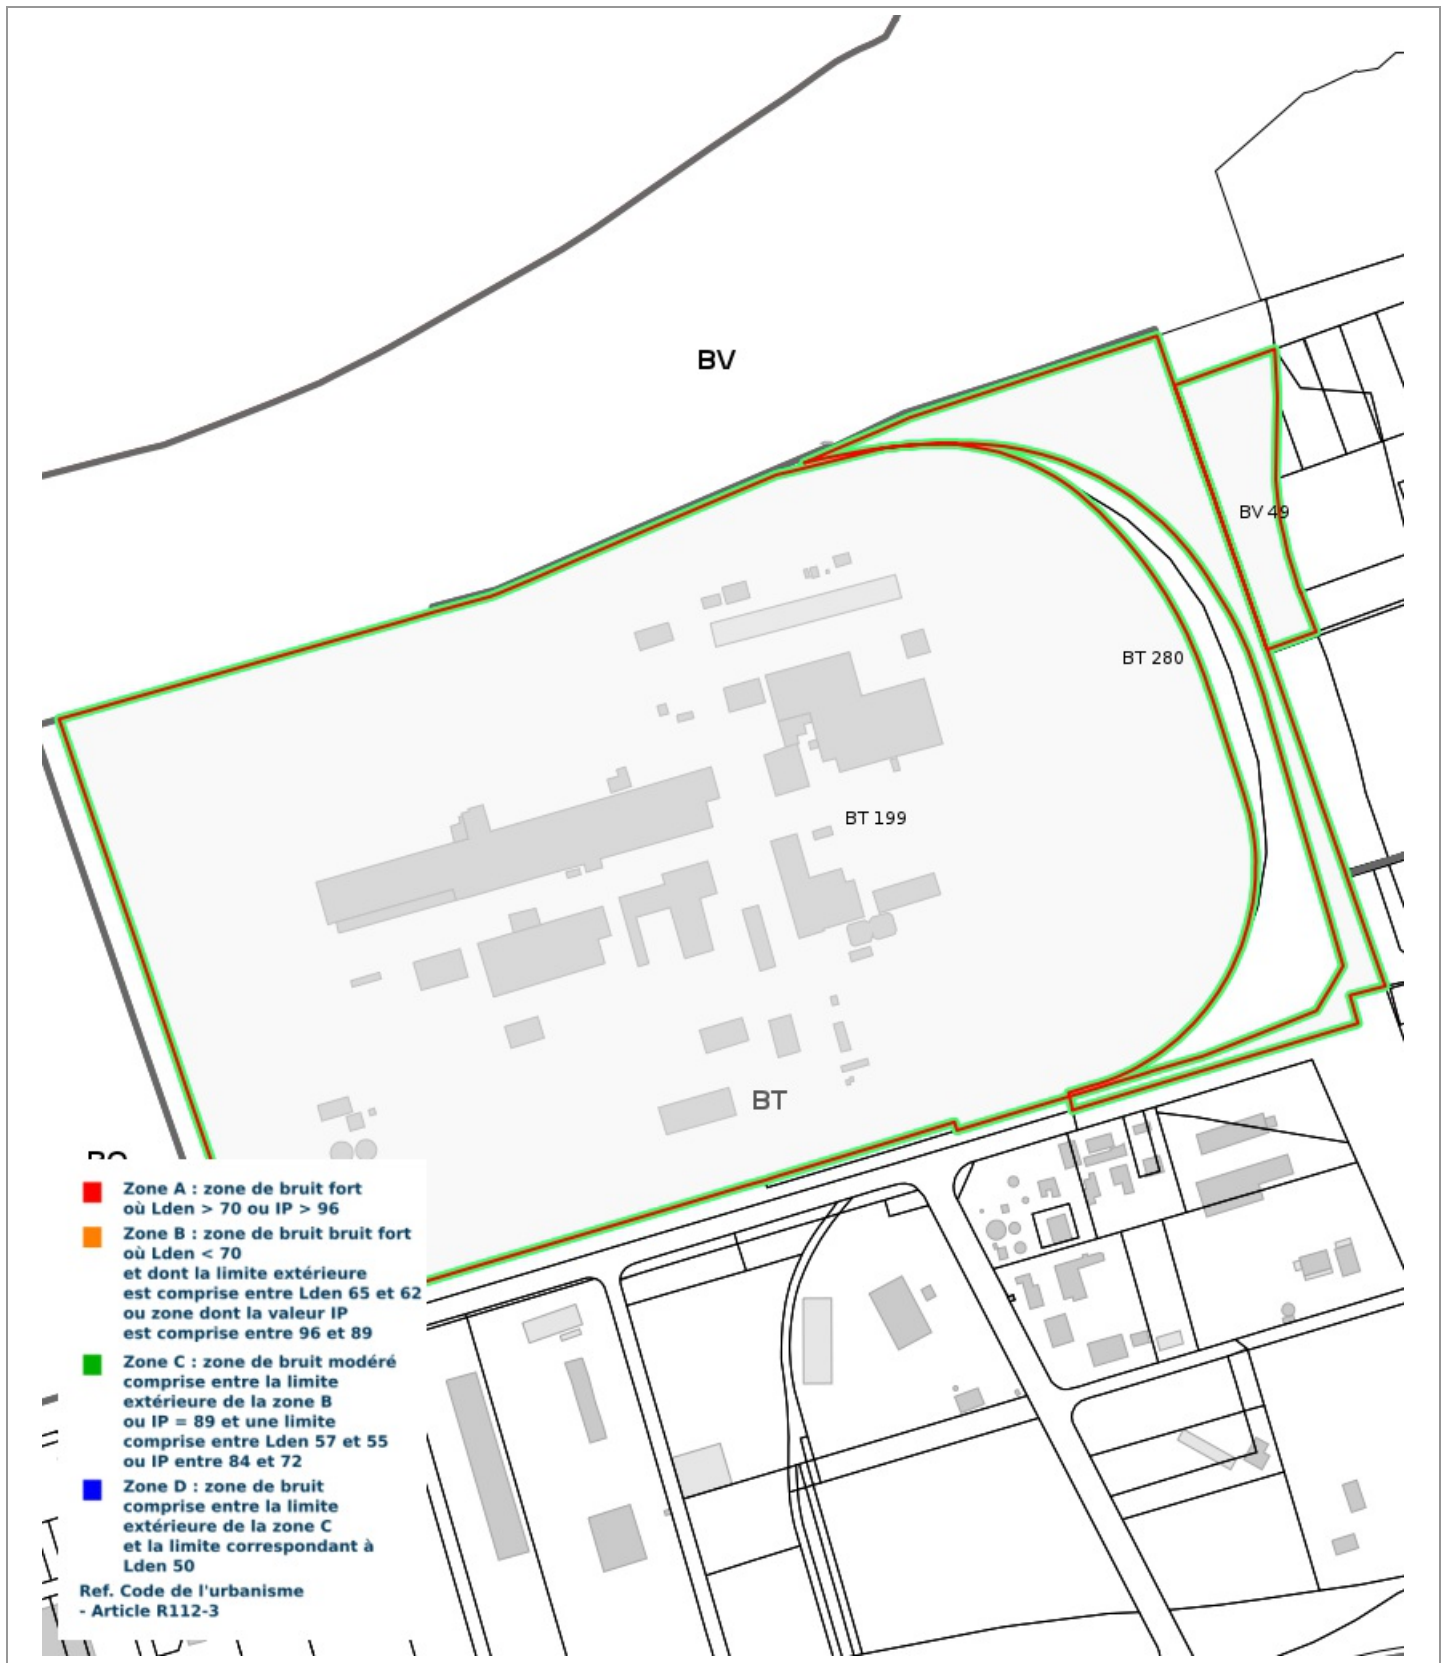 BV
BV 49
BT 280
BT 199
BT
Zone A : zone de bruit fort
où Lden > 70 ou IP > 96
Zone B : zone de bruit bruit fort
où Lden < 70
et dont la limite extérieure
est comprise entre Lden 65 et 62
ou zone dont la valeur IP
est comprise entre 96 et 89
Zone C : zone de bruit modéré
comprise entre la limite
extérieure de la zone B
ou IP = 89 et une limite
comprise entre Lden 57 et 55
ou IP entre 84 et 72
Zone D : zone de bruit
comprise entre la limite
extérieure de la zone C
et la limite correspondant à
Lden 50
Ref. Code de l'urbanisme
- Article R112-3